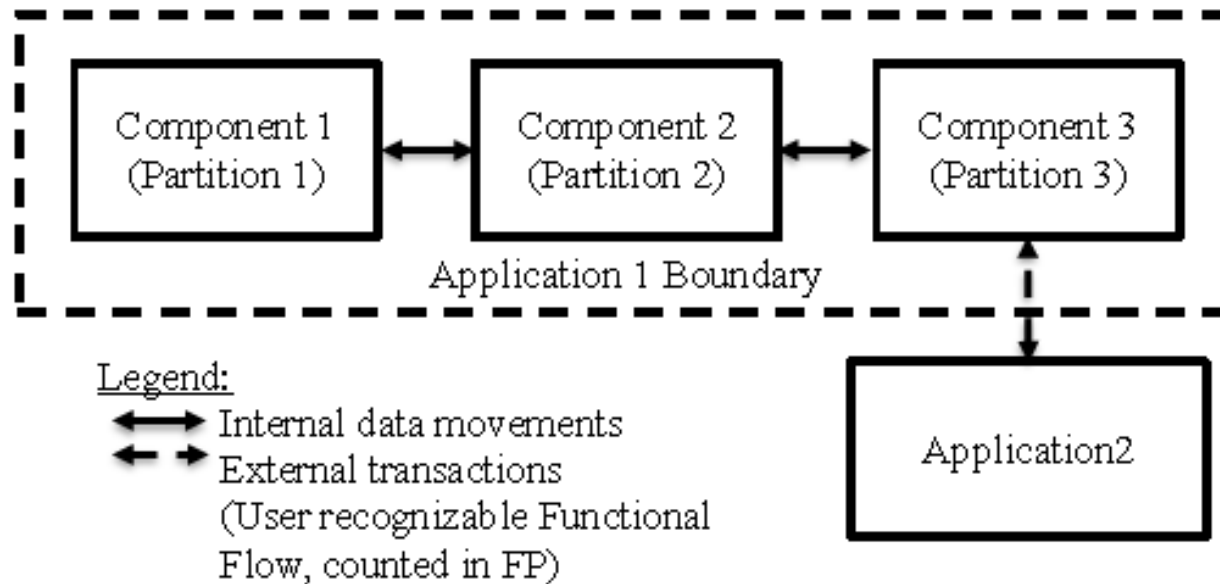 Component 1
(Partition 1)
Component 2
(Partition 2)
Component 3
(Partition 3)
Application 1 Boundary
Legend:
Internal data movements
External transactions
(User recognizable Functional
Flow, counted in FP)
Application2